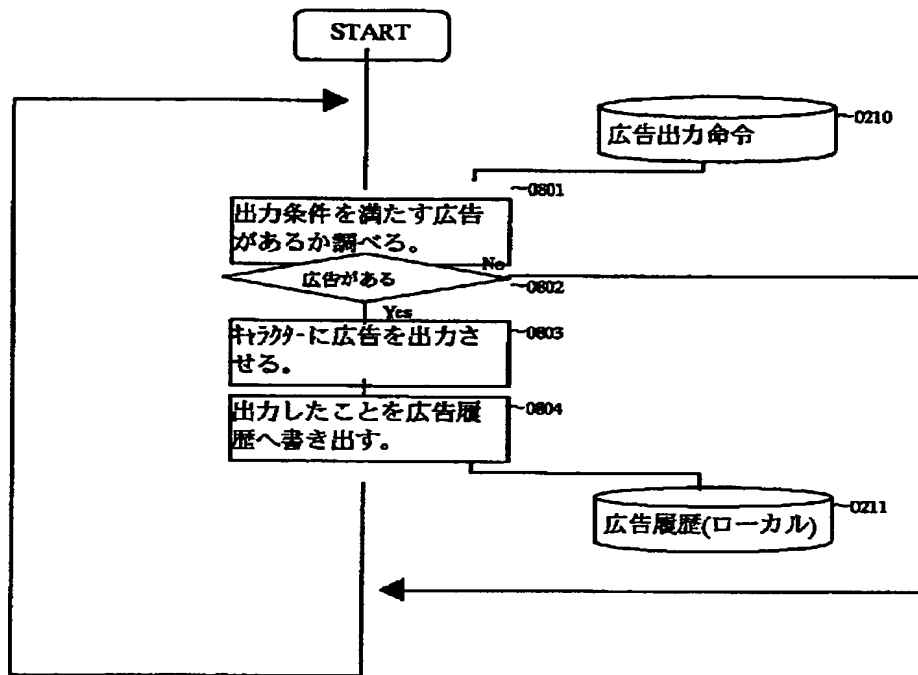 START
広告出力命令
~0210
~0801
出力条件を満たす広告
があるか調べる。
No
広告がある
~0802
Yes
ｷｬﾗｸﾀｰに広告を出力さ
せる。
~0803
出力したことを広告履
歴へ書き出す。
~0804
広告履歴(ローカル)
~0211